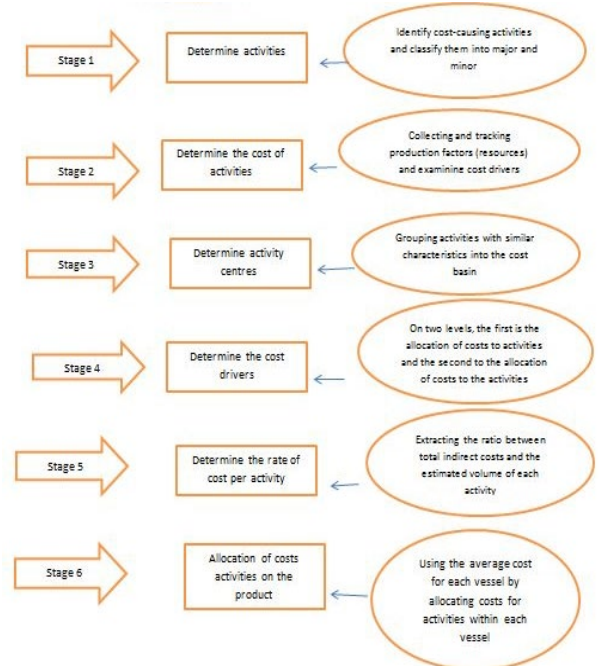 Stage 1
Determine activities
Identify cost-causing activities
and classify them into major and
minor
Stage 2
Determine the cost of
activities
Collecting and tracking
production factors (resources)
and examinine cost drivers
Stage 3
Determine activity
centres
Grouping activities with similar
characteristics into the cost
basin
Stage 4
Determine the cost
drivers
On two levels, the first is the
allocation of costs to activities
and the second to the allocation
of costs to the activities
Stage 5
Determine the rate of
cost per activity
Extracting the ratio between
total indirect costs and the
estimated volume of each
activity
Stage 6
Allocation of costs
activities on the
product
Using the average cost
for each vessel by
allocating costs for
activities within each
vessel